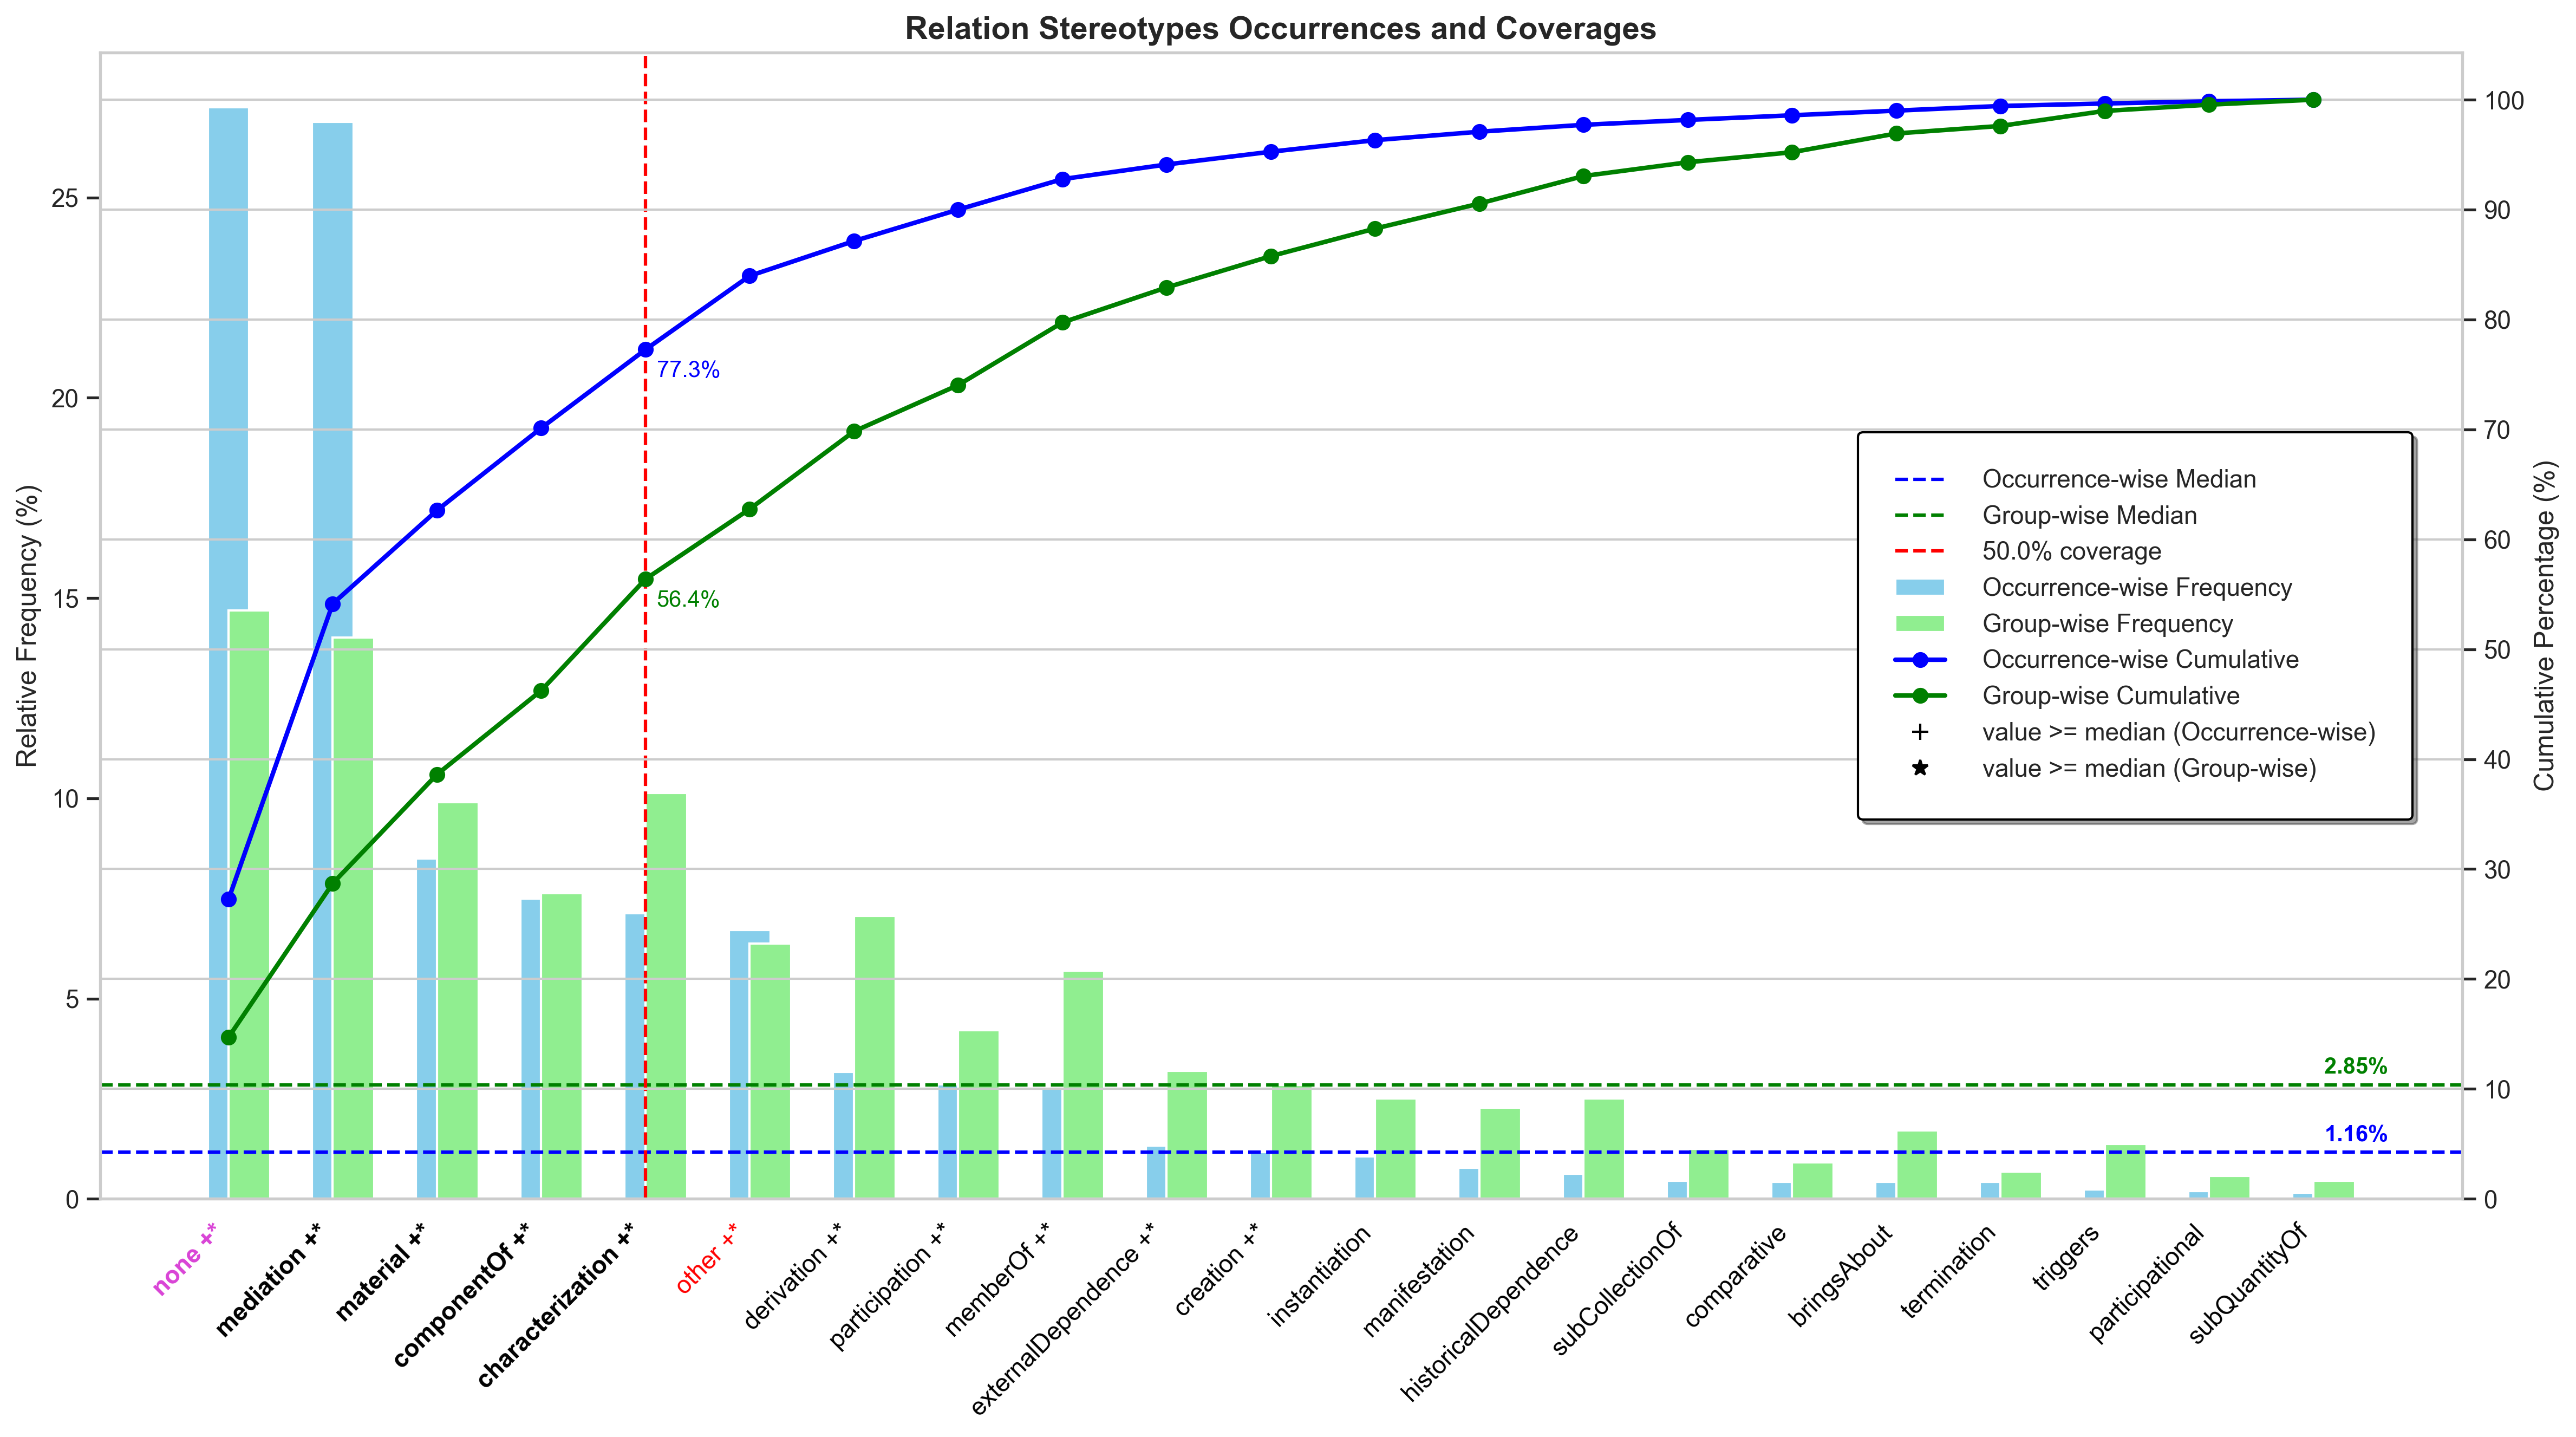 Relation Stereotypes Occurrences and Coverages
Relative Frequency (%)
25
20
15
10
5
0
100
90
80
70
60
50
40
30
20
10
0
Cumulative Percentage (%)
77.3%
56.4%
2.85%
1.16%
Occurrence-wise Median
Group-wise Median
50.0% coverage
Occurrence-wise Frequency
Group-wise Frequency
Occurrence-wise Cumulative
Group-wise Cumulative
value >= median (Occurrence-wise)
value >= median (Group-wise)
none +*
mediation +*
material +*
componentOf +*
characterization +*
other +*
derivation +*
participation +*
memberOf +*
externalDependence +*
creation +*
instantiation
manifestation
historicalDependence
subCollectionOf
comparative
bringsAbout
termination
triggers
participational
subQuantityOf